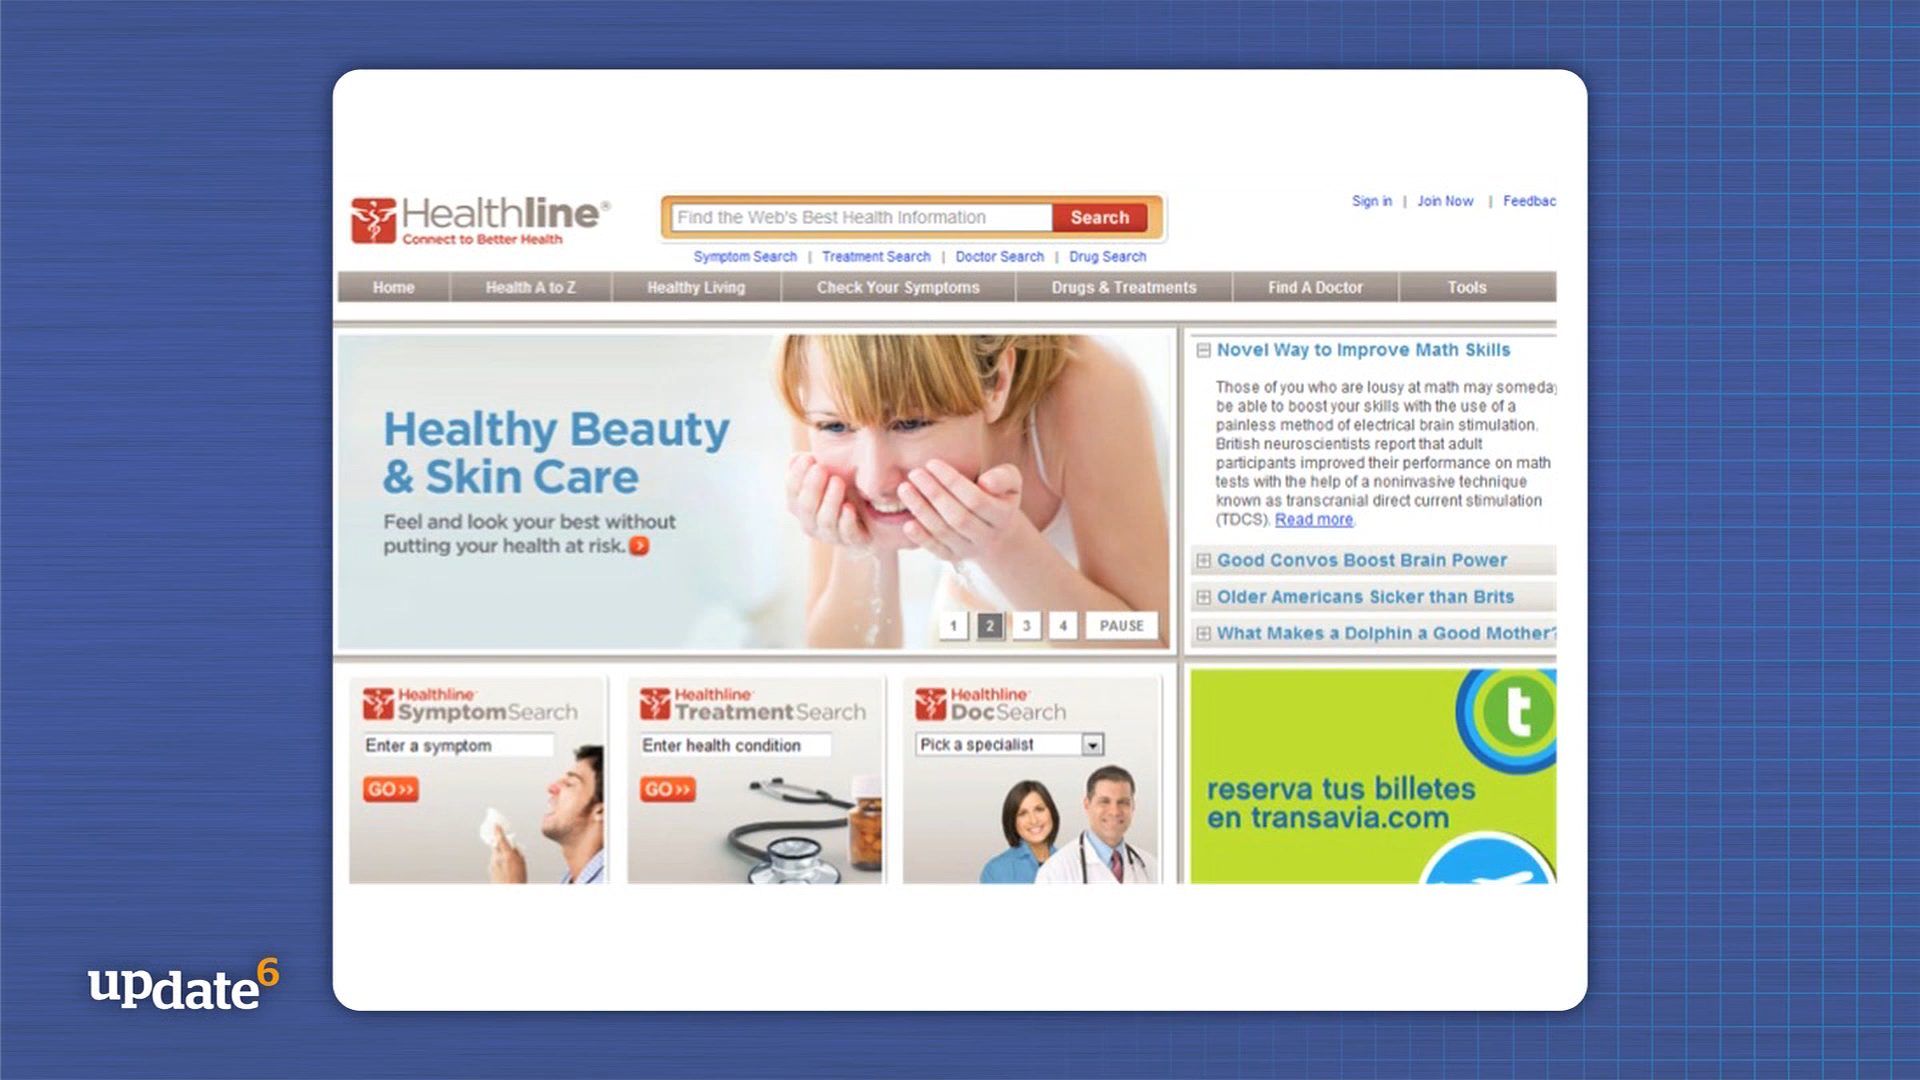 Healthline®
Connect to Better Health
Find the Web's Best Health Information
Search
Symptom Search | Treatment Search | Doctor Search | Drug Search
Sign in | Join Now | Feedbac
Home
Health A to Z
Healthy Living
Check Your Symptoms
Drugs & Treatments
Find A Doctor
Tools
Healthy Beauty
& Skin Care
Feel and look your best without
putting your health at risk.
1 2 3 4 PAUSE
Novel Way to Improve Math Skills
Those of you who are lousy at math may someday
be able to boost your skills with the use of a
painless method of electrical brain stimulation.
British neuroscientists report that adult
participants improved their performance on math
tests with the help of a noninvasive technique
known as transcranial direct current stimulation
(TDCS). Read more.
Good Convos Boost Brain Power
Older Americans Sicker than Brits
What Makes a Dolphin a Good Mother?
Healthline
SymptomSearch
Enter a symptom
GO>>
Healthline
TreatmentSearch
Enter health condition
GO>>
Healthline
DocSearch
Pick a specialist
t
reserva tus billetes
en transavia.com
update6